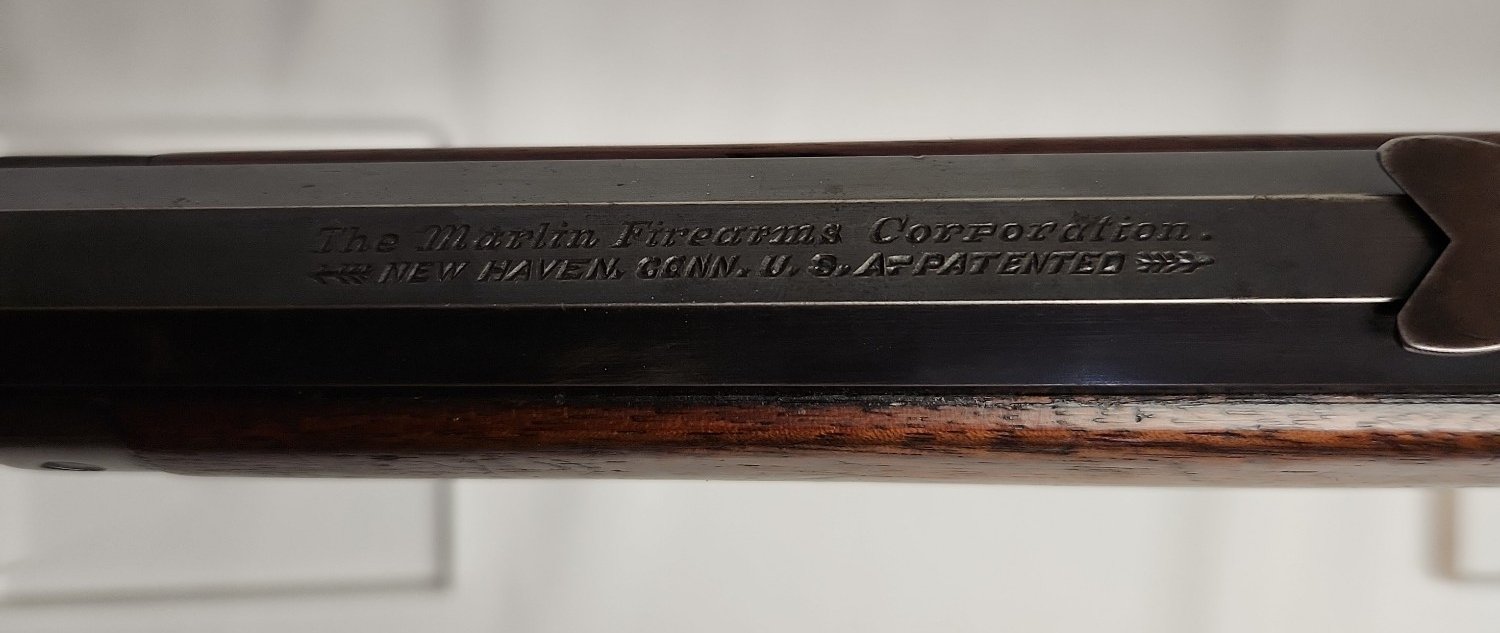 The Marlin Firearms Corporation.
NEW HAVEN, CONN. U. S. A.-PATENTED